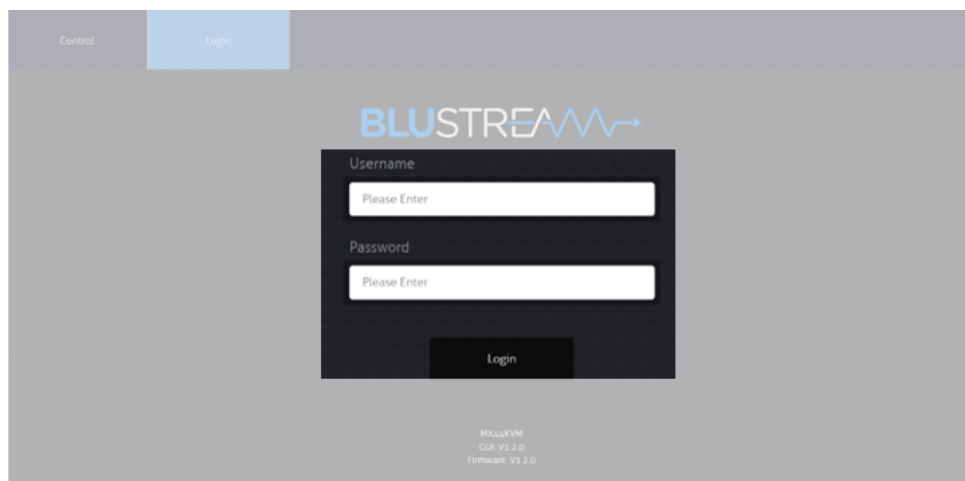 Control
Login
BLUSTREAM
Username
Please Enter
Password
Please Enter
Login
MX44KVM
GUI: V1.2.0
Firmware: V1.2.0